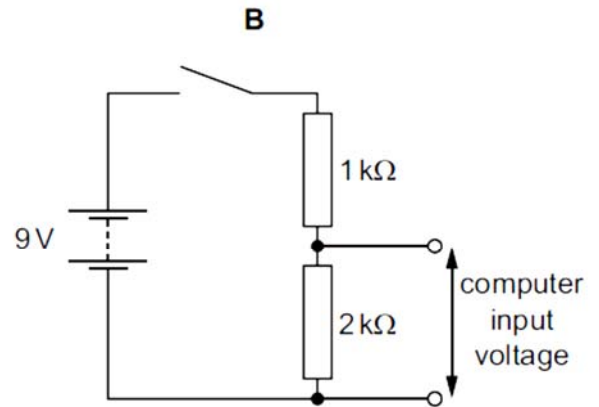 B
1 kΩ
9 V
2 kΩ
computer
input
voltage